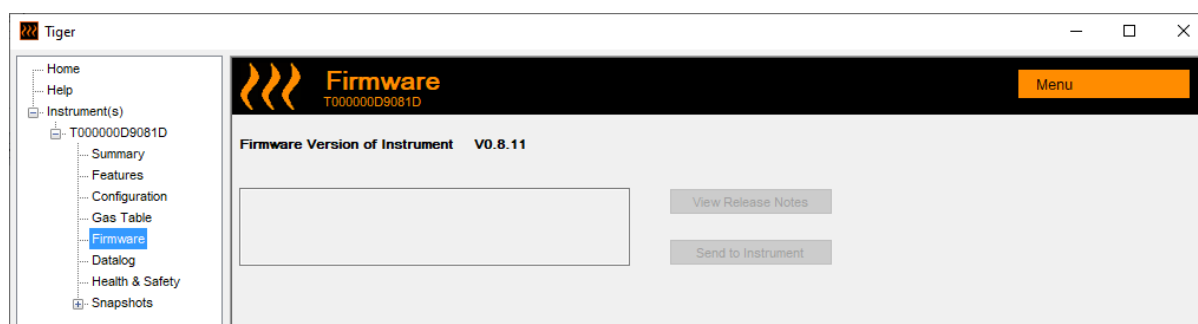 Tiger
Home
Help
Instrument(s)
T000000D9081D
Summary
Features
Configuration
Gas Table
Firmware
Datalog
Health & Safety
Snapshots
Firmware
T000000D9081D
Menu
Firmware Version of Instrument V0.8.11
View Release Notes
Send to Instrument